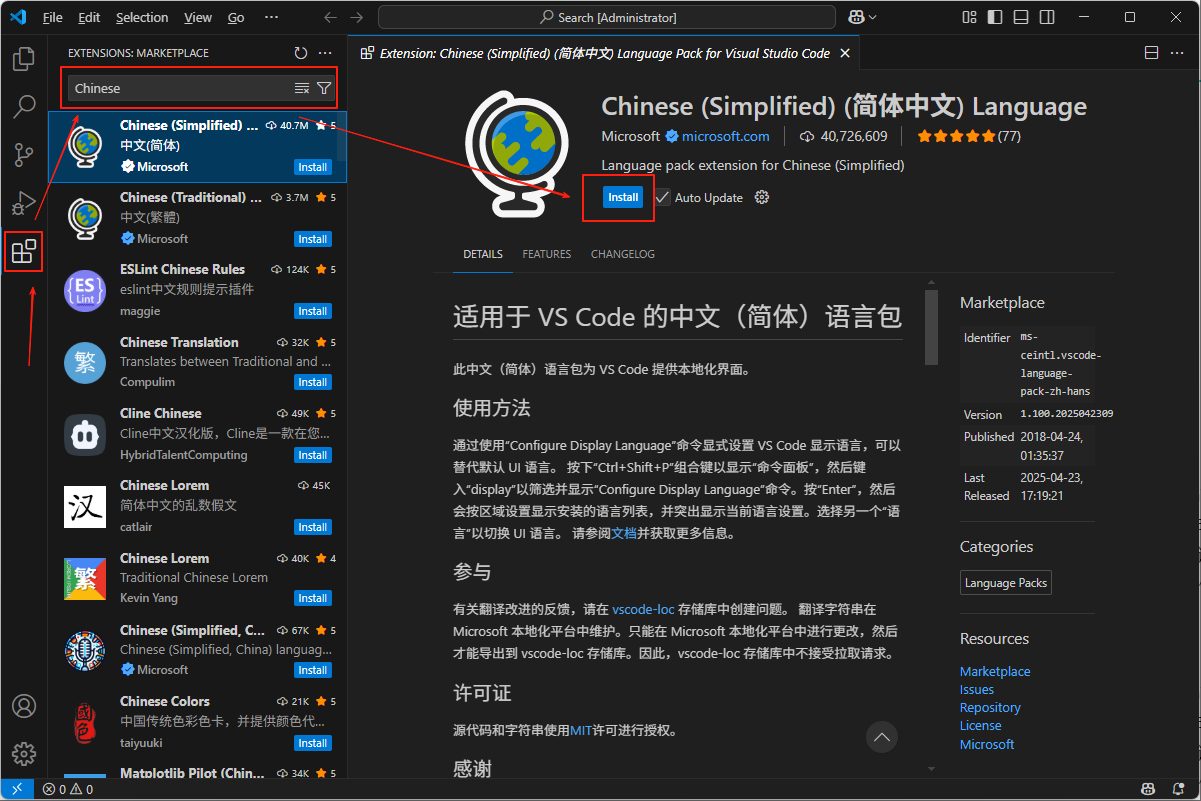 File Edit Selection View Go ···
Search [Administrator]
EXTENSIONS: MARKETPLACE
Chinese
Chinese (Simplified) ... 40.7M 5
中文(简体)
Microsoft Install
Chinese (Traditional) ... 3.7M 5
中文(繁體)
Microsoft Install
ESLint Chinese Rules 124K 5
eslint中文规则提示插件
maggie Install
{ES}
Lint
Chinese Translation 32K 5
Translates between Traditional and ...
Compulim Install
繁
Cline Chinese 49K 5
Cline中文汉化版，Cline是一款在您...
HybridTalentComputing Install
Chinese Lorem 45K
简体中文的乱数假文
catlair Install
汉
Chinese Lorem 40K 4
Traditional Chinese Lorem
Kevin Yang Install
繁
Chinese (Simplified, C... 67K 5
Chinese (Simplified, China) languag...
Microsoft Install
Chinese Colors 21K 5
中国传统色彩色卡，并提供颜色代...
taiyuuki Install
国色
Matplotlib Pilot (Chin... 34K 5
Extension: Chinese (Simplified) (简体中文) Language Pack for Visual Studio Code
Chinese (Simplified) (简体中文) Language
Microsoft microsoft.com 40,726,609 (77)
Language pack extension for Chinese (Simplified)
Install Auto Update
DETAILS FEATURES CHANGELOG
适用于 VS Code 的中文（简体）语言包
此中文（简体）语言包为 VS Code 提供本地化界面。
使用方法
通过使用“Configure Display Language”命令显式设置 VS Code 显示语言，可以
替代默认 UI 语言。 按下“Ctrl+Shift+P”组合键以显示“命令面板”，然后键
入“display”以筛选并显示“Configure Display Language”命令。按“Enter”，然后
会按区域设置显示安装的语言列表，并突出显示当前语言设置。选择另一个“语
言”以切换 UI 语言。 请参阅文档并获取更多信息。
参与
有关翻译改进的反馈，请在 vscode-loc 存储库中创建问题。 翻译字符串在
Microsoft 本地化平台中维护。只能在 Microsoft 本地化平台中进行更改，然后
才能导出到 vscode-loc 存储库。因此，vscode-loc 存储库中不接受拉取请求。
许可证
源代码和字符串使用MIT许可进行授权。
感谢
Marketplace
Identifier ms-
ceintl.vscode-
language-
pack-zh-hans
Version 1.100.2025042309
Published 2018-04-24,
01:35:37
Last 2025-04-23,
Released 17:19:21
Categories
Language Packs
Resources
Marketplace
Issues
Repository
License
Microsoft
0 0